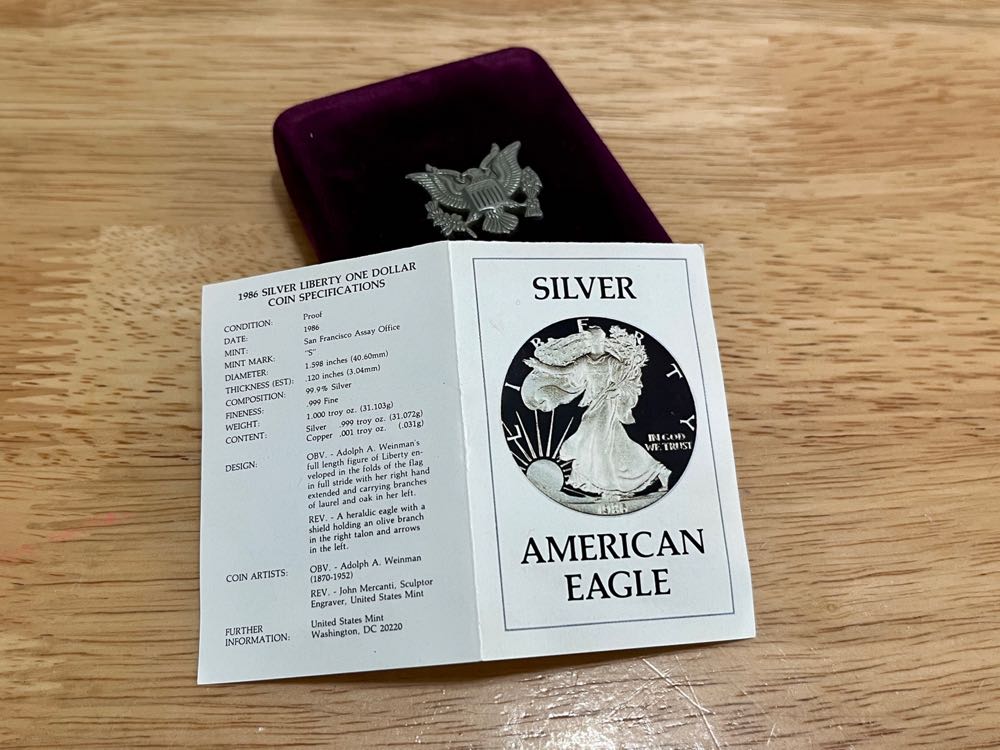 1986 SILVER LIBERTY ONE DOLLAR
COIN SPECIFICATIONS
CONDITION: Proof
DATE: 1986
MINT: San Francisco Assay Office
MINT MARK: "S"
DIAMETER: 1.598 inches (40.60mm)
THICKNESS (EST): .120 inches (3.04mm)
COMPOSITION: 99.9% Silver
FINENESS: .999 Fine
WEIGHT: 1.000 troy oz. (31.103g)
CONTENT: Silver .999 troy oz. (31.072g)
Copper .001 troy oz. (.031g)
DESIGN: OBV. - Adolph A. Weinman's
full length figure of Liberty en-
veloped in the folds of the flag
in full stride with her right hand
extended and carrying branches
of laurel and oak in her left.
REV. - A heraldic eagle with a
shield holding an olive branch
in the right talon and arrows
in the left.
COIN ARTISTS: OBV. - Adolph A. Weinman
(1870-1952)
REV. - John Mercanti, Sculptor
Engraver, United States Mint
FURTHER
INFORMATION: United States Mint
Washington, DC 20220
SILVER
LIBERTY
IN GOD
WE TRUST
1986
AMERICAN
EAGLE